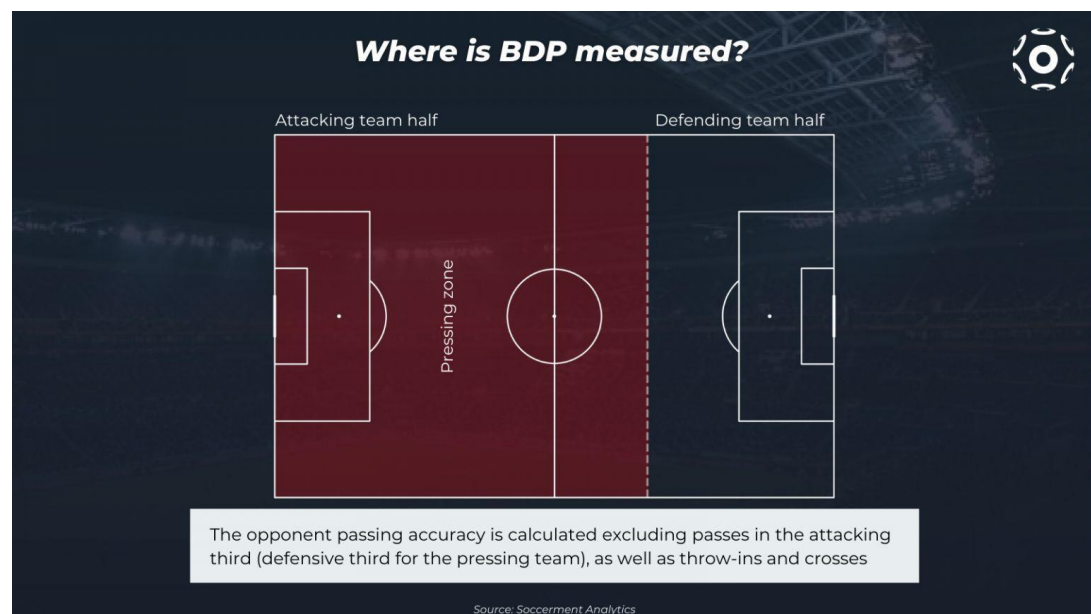 Where is BDP measured?
Attacking team half
Defending team half
Pressing zone
The opponent passing accuracy is calculated excluding passes in the attacking
third (defensive third for the pressing team), as well as throw-ins and crosses
Source: Soccerment Analytics